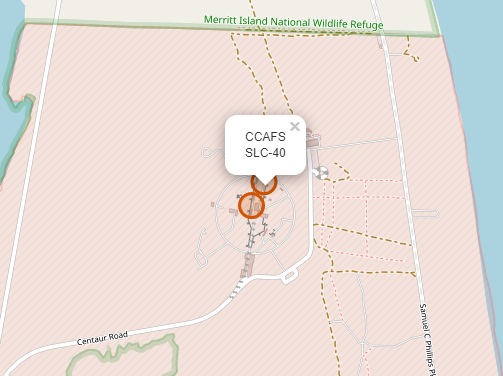 Merritt Island National Wildlife Refuge
CCAFS
SLC-40
×
Centaur Road
Samuel C Phillips P